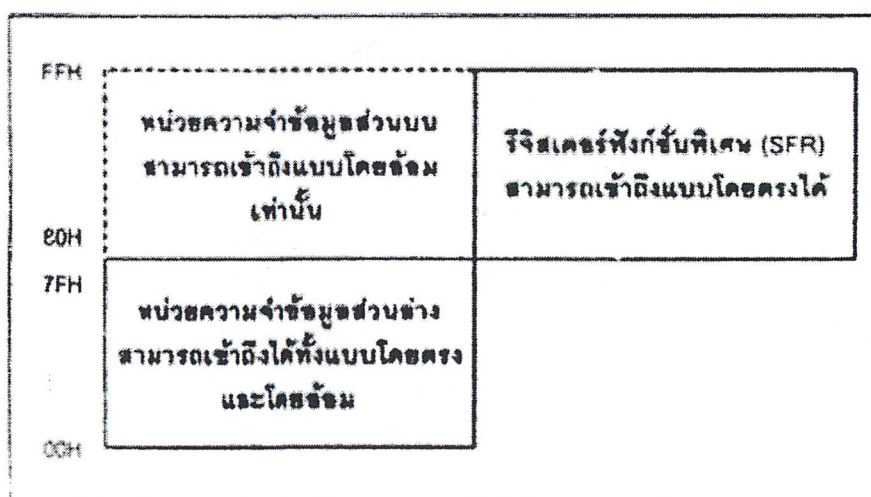 FFH
หน่วยความจำข้อมูลส่วนบน
สามารถเข้าถึงแบบโดยอ้อม
เท่านั้น
80H
รีจิสเตอร์ฟังก์ชั่นพิเศษ (SFR)
สามารถเข้าถึงแบบโดยตรงได้
7FH
หน่วยความจำข้อมูลส่วนล่าง
สามารถเข้าถึงได้ทั้งแบบโดยตรง
และโดยอ้อม
00H